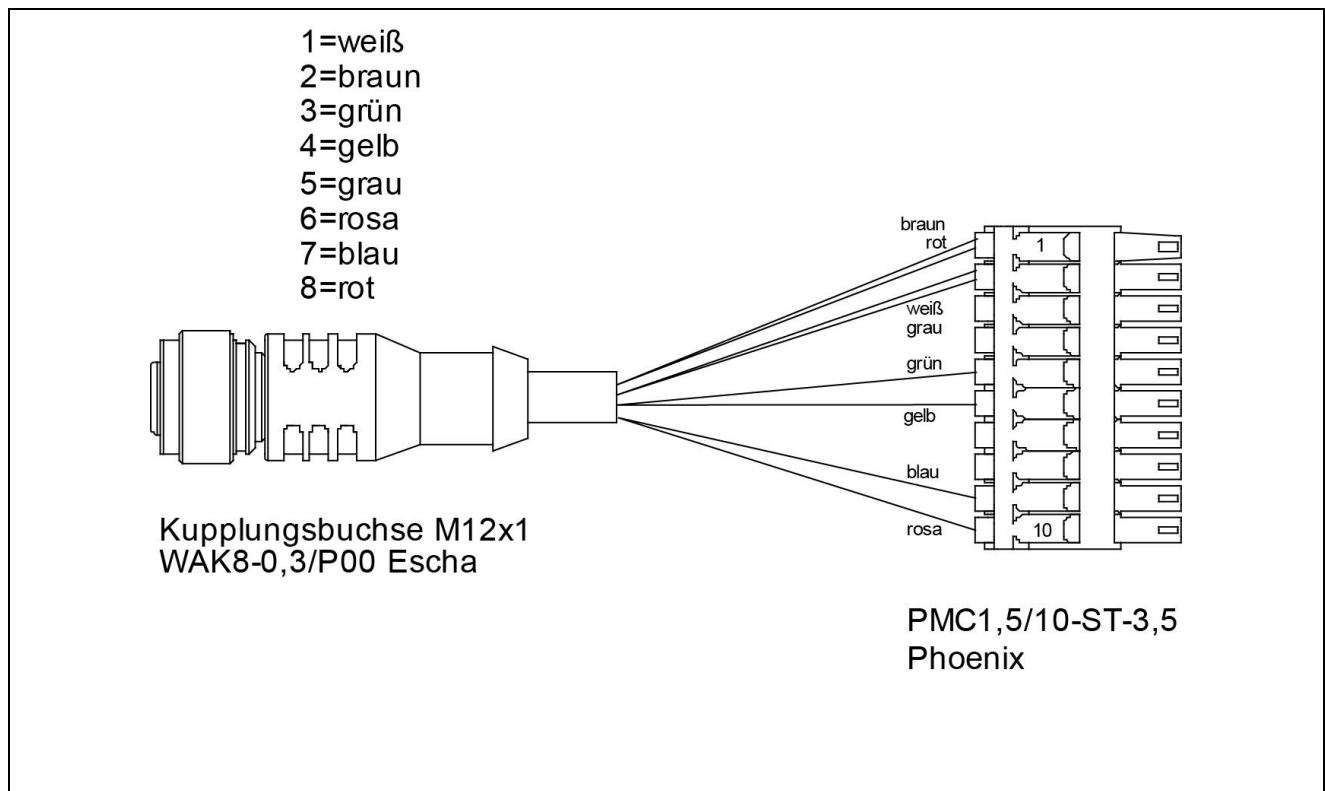 1=weiß
2=braun
3=grün
4=gelb
5=grau
6=rosa
7=blau
8=rot
braun
rot
1
weiß
grau
grün
gelb
blau
rosa
10
Kupplungsbuchse M12x1
WAK8-0,3/P00 Escha
PMC1,5/10-ST-3,5
Phoenix